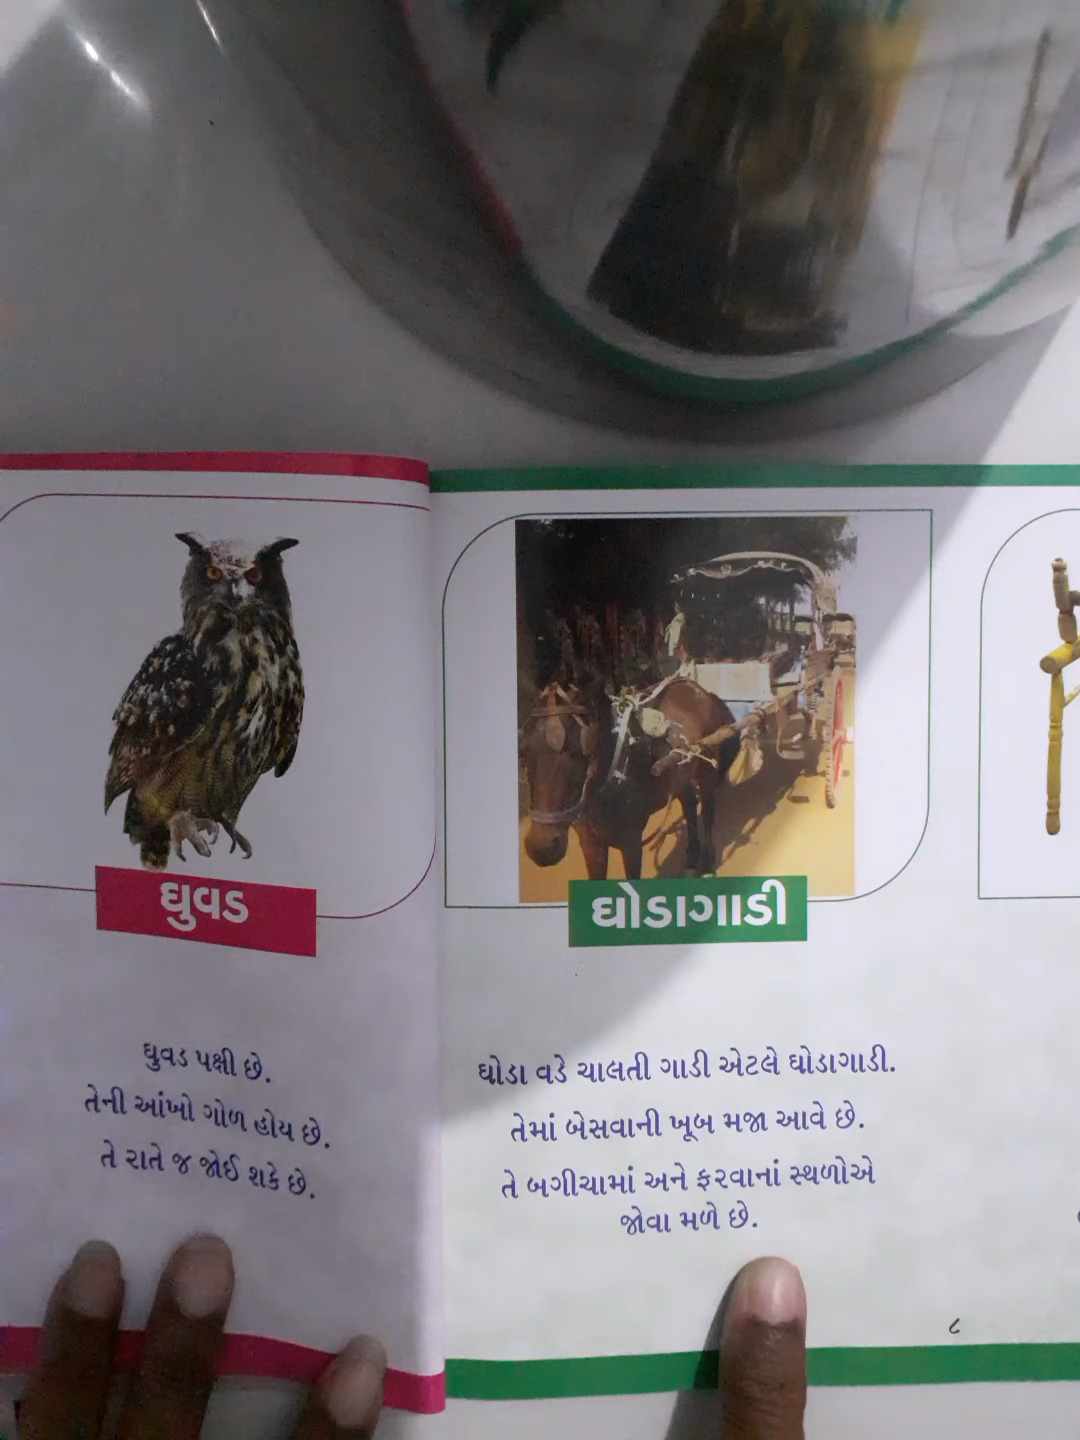 ઘુવડ
ઘુવડ પક્ષી છે.
તેની આંખો ગોળ હોય છે.
તે રાતે જ જોઈ શકે છે.
ઘોડાગાડી
ઘોડા વડે ચાલતી ગાડી એટલે ઘોડાગાડી.
તેમાં બેસવાની ખૂબ મજા આવે છે.
તે બગીચામાં અને ફરવાનાં સ્થળોએ
જોવા મળે છે.
૮